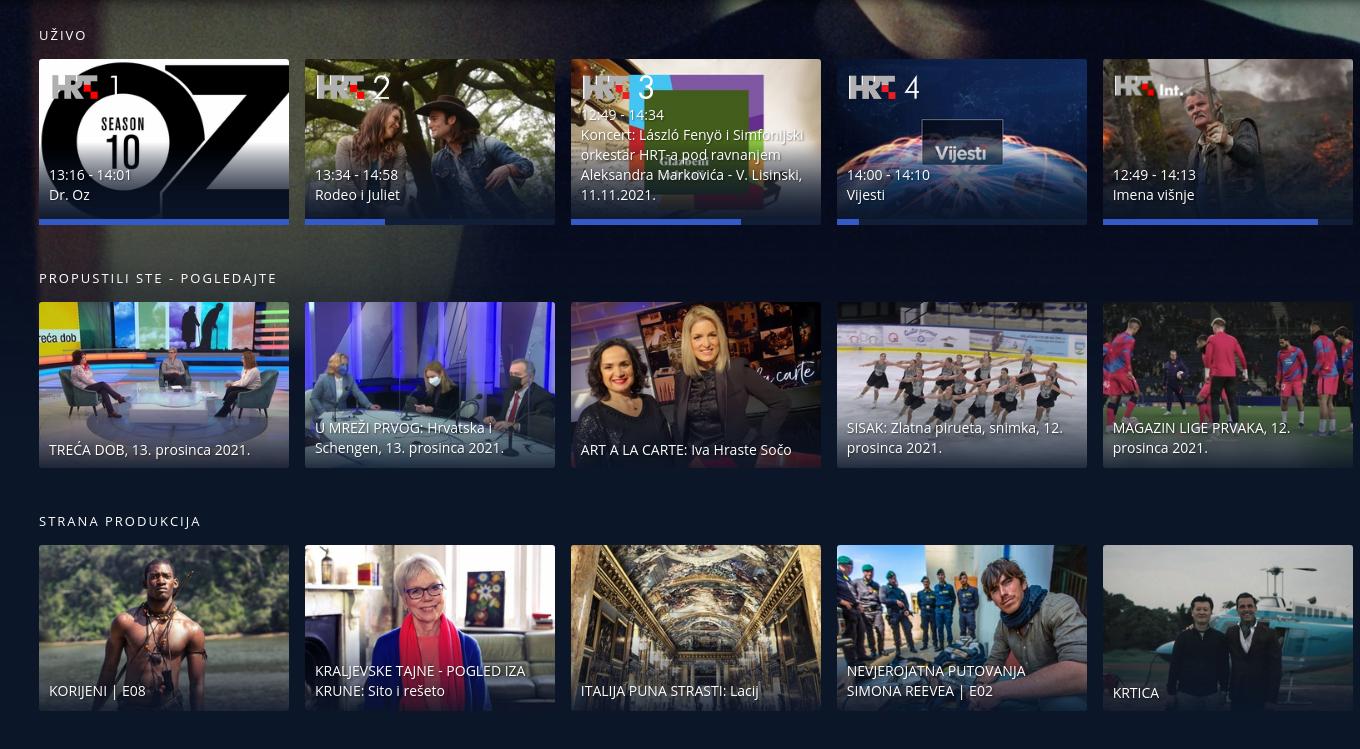 UŽIVO
HRT 1
SEASON
10
13:16 - 14:01
Dr. Oz
HRT 2
13:34 - 14:58
Rodeo i Juliet
HRT 3
12:49 - 14:34
Koncert: László Fenyö i Simfonijski
orkestar HRT-a pod ravnanjem
Aleksandra Markovića - V. Lisinski,
11.11.2021.
HRT 4
Vijesti
14:00 - 14:10
Vijesti
HRT Int.
12:49 - 14:13
Imena višnje
PROPUSTILI STE - POGLEDAJTE
reća dob
TREĆA DOB, 13. prosinca 2021.
U MREŽI PRVOG: Hrvatska i
Schengen, 13. prosinca 2021.
la carte
ART A LA CARTE: Iva Hraste Sočo
SISAK: Zlatna pirueta, snimka, 12.
prosinca 2021.
MAGAZIN LIGE PRVAKA, 12.
prosinca 2021.
STRANA PRODUKCIJA
KORIJENI | E08
KRALJEVSKE TAJNE - POGLED IZA
KRUNE: Sito i rešeto
ITALIJA PUNA STRASTI: Lacij
NEVJEROJATNA PUTOVANJA
SIMONA REEVEA | E02
KRTICA